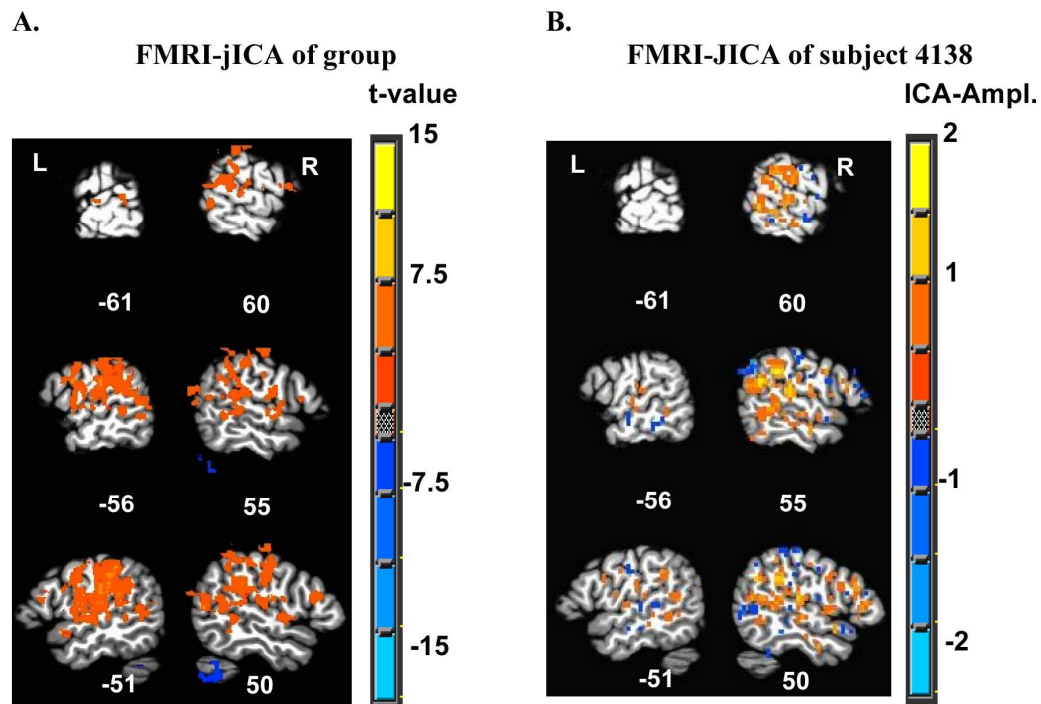 A.
FMRI-jICA of group
t-value
L
R
-61
60
-56
55
-51
50
15
7.5
-7.5
-15
B.
FMRI-JICA of subject 4138
ICA-Ampl.
L
R
-61
60
-56
55
-51
50
2
1
-1
-2